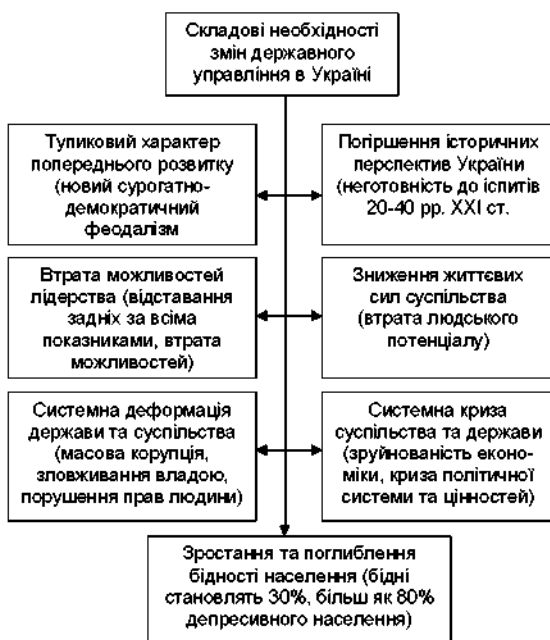 Складові необхідності
змін державного
управління в Україні
Тупиковий характер
попереднього розвитку
(новий сурогатно-
демократичний
феодалізм
Погіршення історичних
перспектив України
(неготовність до іспитів
20-40 рр. ХХІ ст.
Втрата можливостей
лідерства (відставання
задніх за всіма
показниками, втрата
можливостей)
Зниження життєвих
сил суспільства
(втрата людського
потенціалу)
Системна деформація
держави та суспільства
(масова корупція,
зловживання владою,
порушення прав людини)
Системна криза
суспільства та держави
(зруйнованість еконо-
міки, криза політичної
системи та цінностей)
Зростання та поглиблення
бідності населення (бідні
становлять 30%, більш як 80%
депресивного населення)